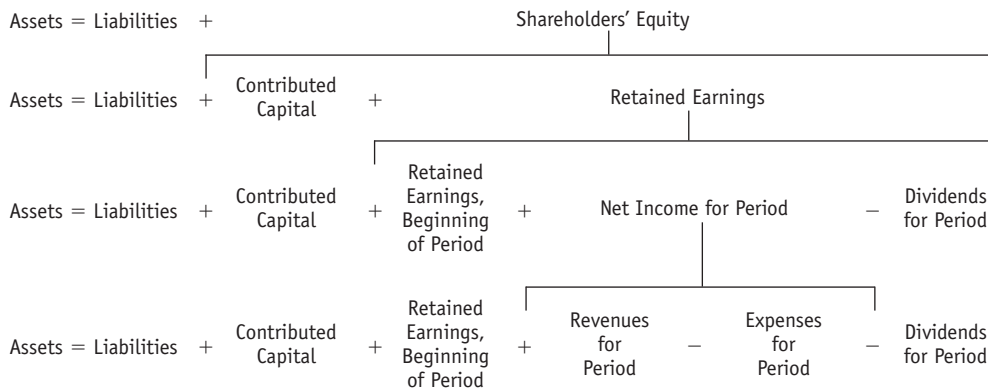 Assets = Liabilities + Shareholders' Equity
Assets = Liabilities + Contributed Capital + Retained Earnings
Assets = Liabilities + Contributed Capital + Retained Earnings, Beginning of Period + Net Income for Period − Dividends for Period
Assets = Liabilities + Contributed Capital + Retained Earnings, Beginning of Period + Revenues for Period − Expenses for Period − Dividends for Period